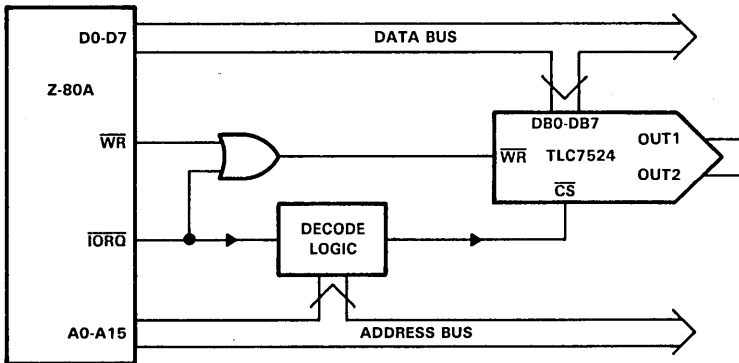 D0-D7
DATA BUS
Z-80A
DB0-DB7
WR
OUT1
WR
TLC7524
OUT2
CS
IORQ
DECODE
LOGIC
A0-A15
ADDRESS BUS